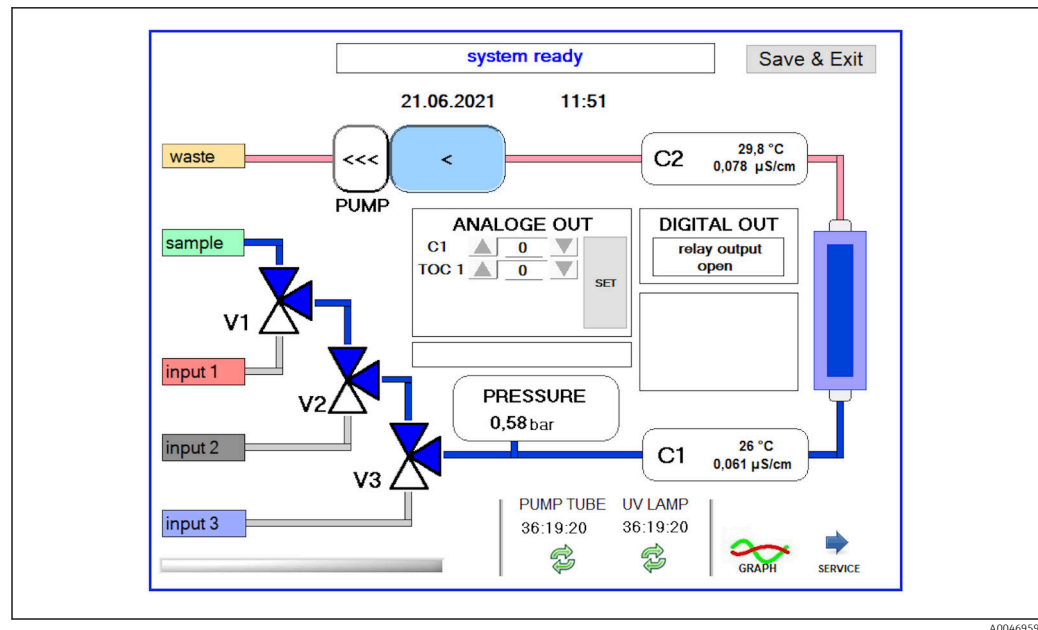 system ready
Save & Exit
21.06.2021 11:51
waste
<<<
<
PUMP
C2
29,8 °C
0,078 µS/cm
sample
V1
input 1
V2
input 2
V3
input 3
ANALOGE OUT
C1 0
TOC 1 0
SET
DIGITAL OUT
relay output
open
PRESSURE
0,58 bar
C1
26 °C
0,061 µS/cm
PUMP TUBE UV LAMP
36:19:20 36:19:20
GRAPH
SERVICE
A0046959